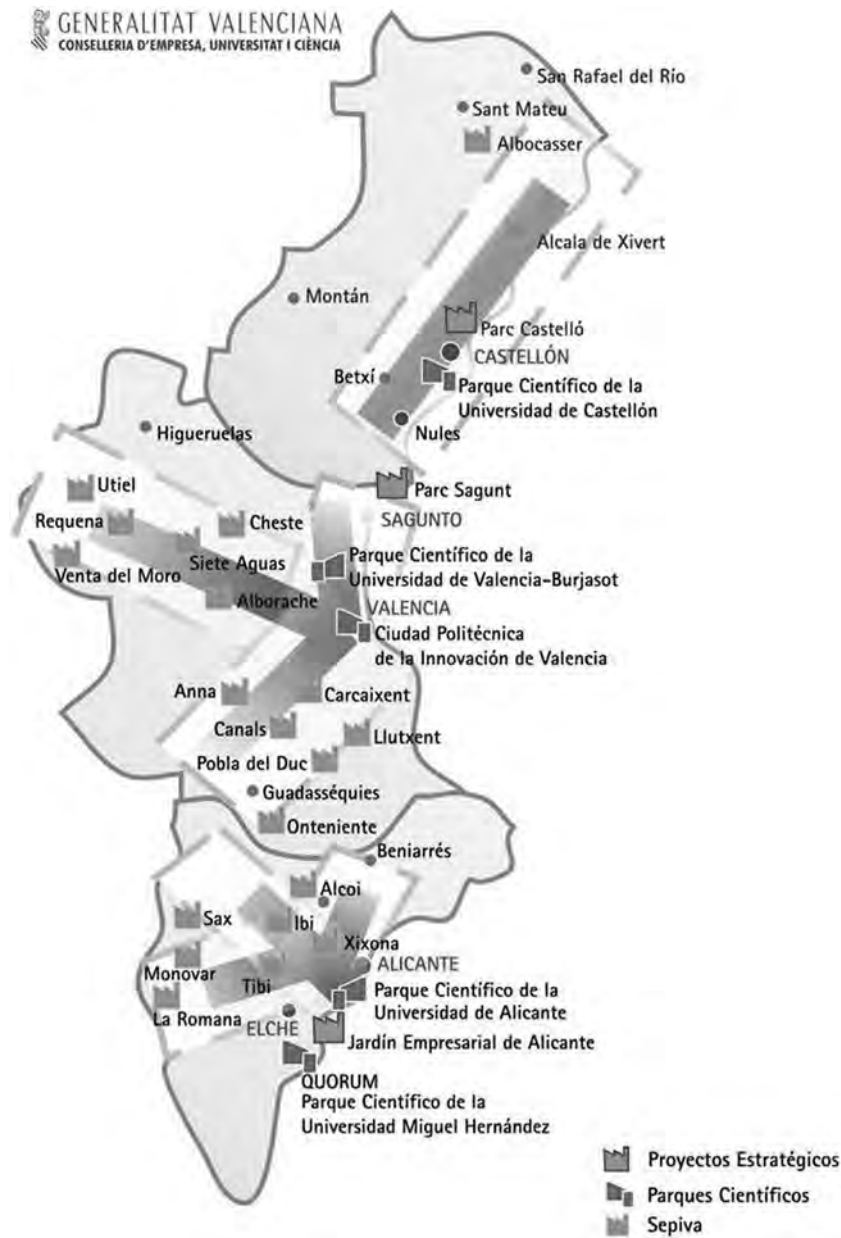 GENERALITAT VALENCIANA
CONSELLERIA D'EMPRESA, UNIVERSITAT I CIÈNCIA
San Rafael del Río
Sant Mateu
Albocasser
Alcala de Xivert
Montán
Parc Castelló
CASTELLÓN
Betxí
Parque Científico de la
Universidad de Castellón
Nules
Higueruelas
Utiel
Parc Sagunt
Requena
Cheste
SAGUNTO
Siete Aguas
Parque Científico de la
Universidad de Valencia-Burjasot
Venta del Moro
Alborache
VALENCIA
Ciudad Politécnica
de la Innovación de Valencia
Anna
Carcaixent
Canals
Llutxent
Pobla del Duc
Guadasséquies
Onteniente
Beniarrés
Alcoi
Sax
Ibi
Xixona
Monovar
Tibi
ALICANTE
Parque Científico de la
Universidad de Alicante
La Romana
ELCHE
Jardín Empresarial de Alicante
QUORUM
Parque Científico de la
Universidad Miguel Hernández
Proyectos Estratégicos
Parques Científicos
Sepiva